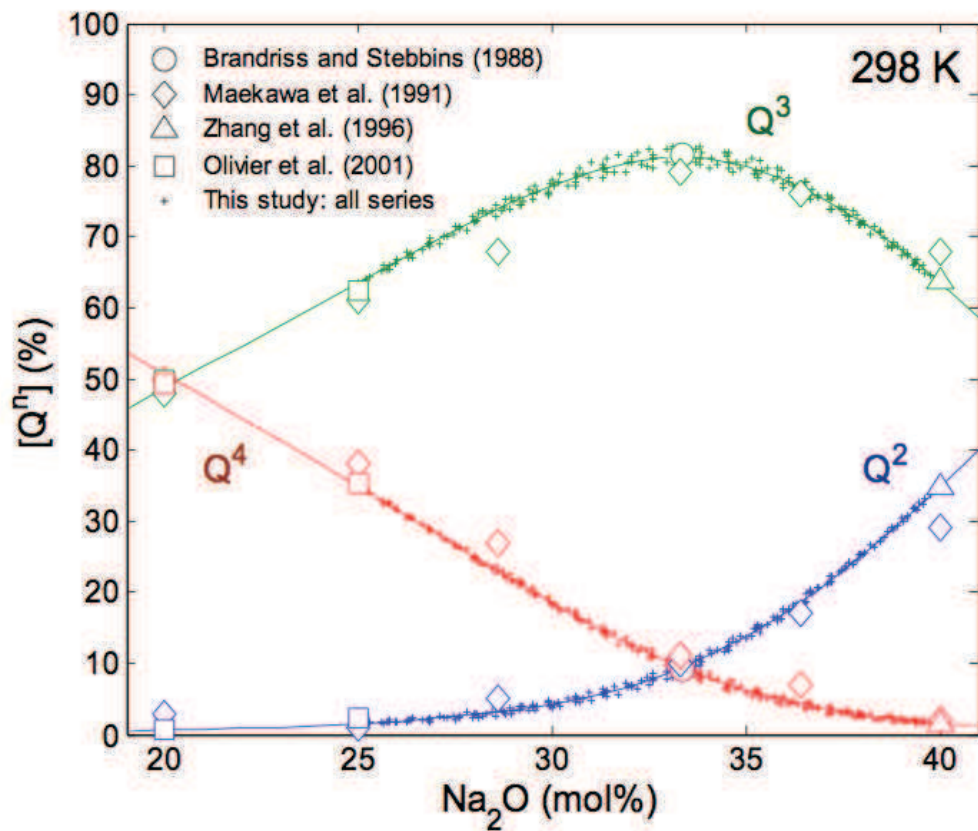 100
90
80
70
60
50
40
30
20
10
0
[Qⁿ] (%)
Brandriss and Stebbins (1988)
Maekawa et al. (1991)
Zhang et al. (1996)
Olivier et al. (2001)
This study: all series
298 K
Q³
Q⁴
Q²
20 25 30 35 40
Na₂O (mol%)